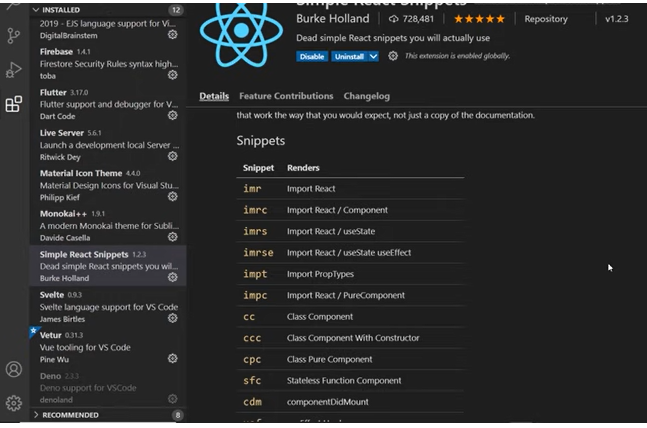 INSTALLED 12
2019 - EJS language support for Vi...
DigitalBrainstem
Firebase 1.4.1
Firestore Security Rules syntax high...
toba
Flutter 3.17.0
Flutter support and debugger for V...
Dart Code
Live Server 5.6.1
Launch a development local Server ...
Ritwick Dey
Material Icon Theme 4.4.0
Material Design Icons for Visual Stu...
Philipp Kief
Monokai++ 1.9.1
A modern Monokai theme for Subli...
Davide Casella
Simple React Snippets 1.2.3
Dead simple React snippets you wil...
Burke Holland
Svelte 0.9.3
Svelte language support for VS Code
James Birtles
Vetur 0.31.3
Vue tooling for VS Code
Pine Wu
Deno 2.3.3
Deno support for VSCode
denoland
RECOMMENDED 8
Simple React Snippets
Burke Holland 728,481 Repository v1.2.3
Dead simple React snippets you will actually use
Disable Uninstall This extension is enabled globally.
Details Feature Contributions Changelog
that work the way that you would expect, not just a copy of the documentation.
Snippets
Snippet Renders
imr Import React
imrc Import React / Component
imrs Import React / useState
imrse Import React / useState useEffect
impt Import PropTypes
impc Import React / PureComponent
cc Class Component
ccc Class Component With Constructor
cpc Class Pure Component
sfc Stateless Function Component
cdm componentDidMount